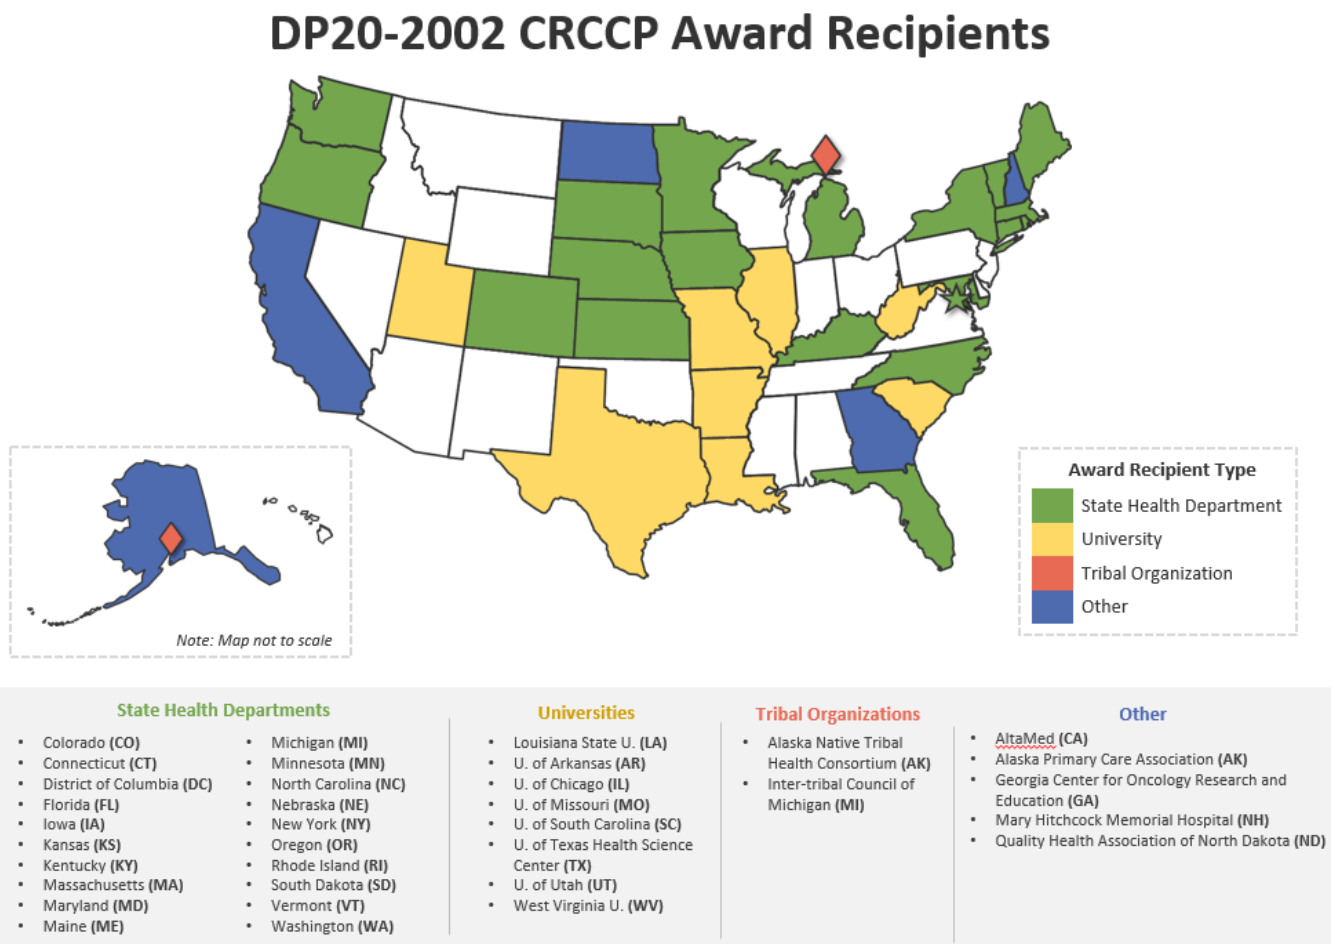 DP20-2002 CRCCP Award Recipients
Note: Map not to scale
Award Recipient Type
State Health Department
University
Tribal Organization
Other
State Health Departments
• Colorado (CO)
• Connecticut (CT)
• District of Columbia (DC)
• Florida (FL)
• Iowa (IA)
• Kansas (KS)
• Kentucky (KY)
• Massachusetts (MA)
• Maryland (MD)
• Maine (ME)
• Michigan (MI)
• Minnesota (MN)
• North Carolina (NC)
• Nebraska (NE)
• New York (NY)
• Oregon (OR)
• Rhode Island (RI)
• South Dakota (SD)
• Vermont (VT)
• Washington (WA)
Universities
• Louisiana State U. (LA)
• U. of Arkansas (AR)
• U. of Chicago (IL)
• U. of Missouri (MO)
• U. of South Carolina (SC)
• U. of Texas Health Science
Center (TX)
• U. of Utah (UT)
• West Virginia U. (WV)
Tribal Organizations
• Alaska Native Tribal
Health Consortium (AK)
• Inter-tribal Council of
Michigan (MI)
Other
• AltaMed (CA)
• Alaska Primary Care Association (AK)
• Georgia Center for Oncology Research and
Education (GA)
• Mary Hitchcock Memorial Hospital (NH)
• Quality Health Association of North Dakota (ND)